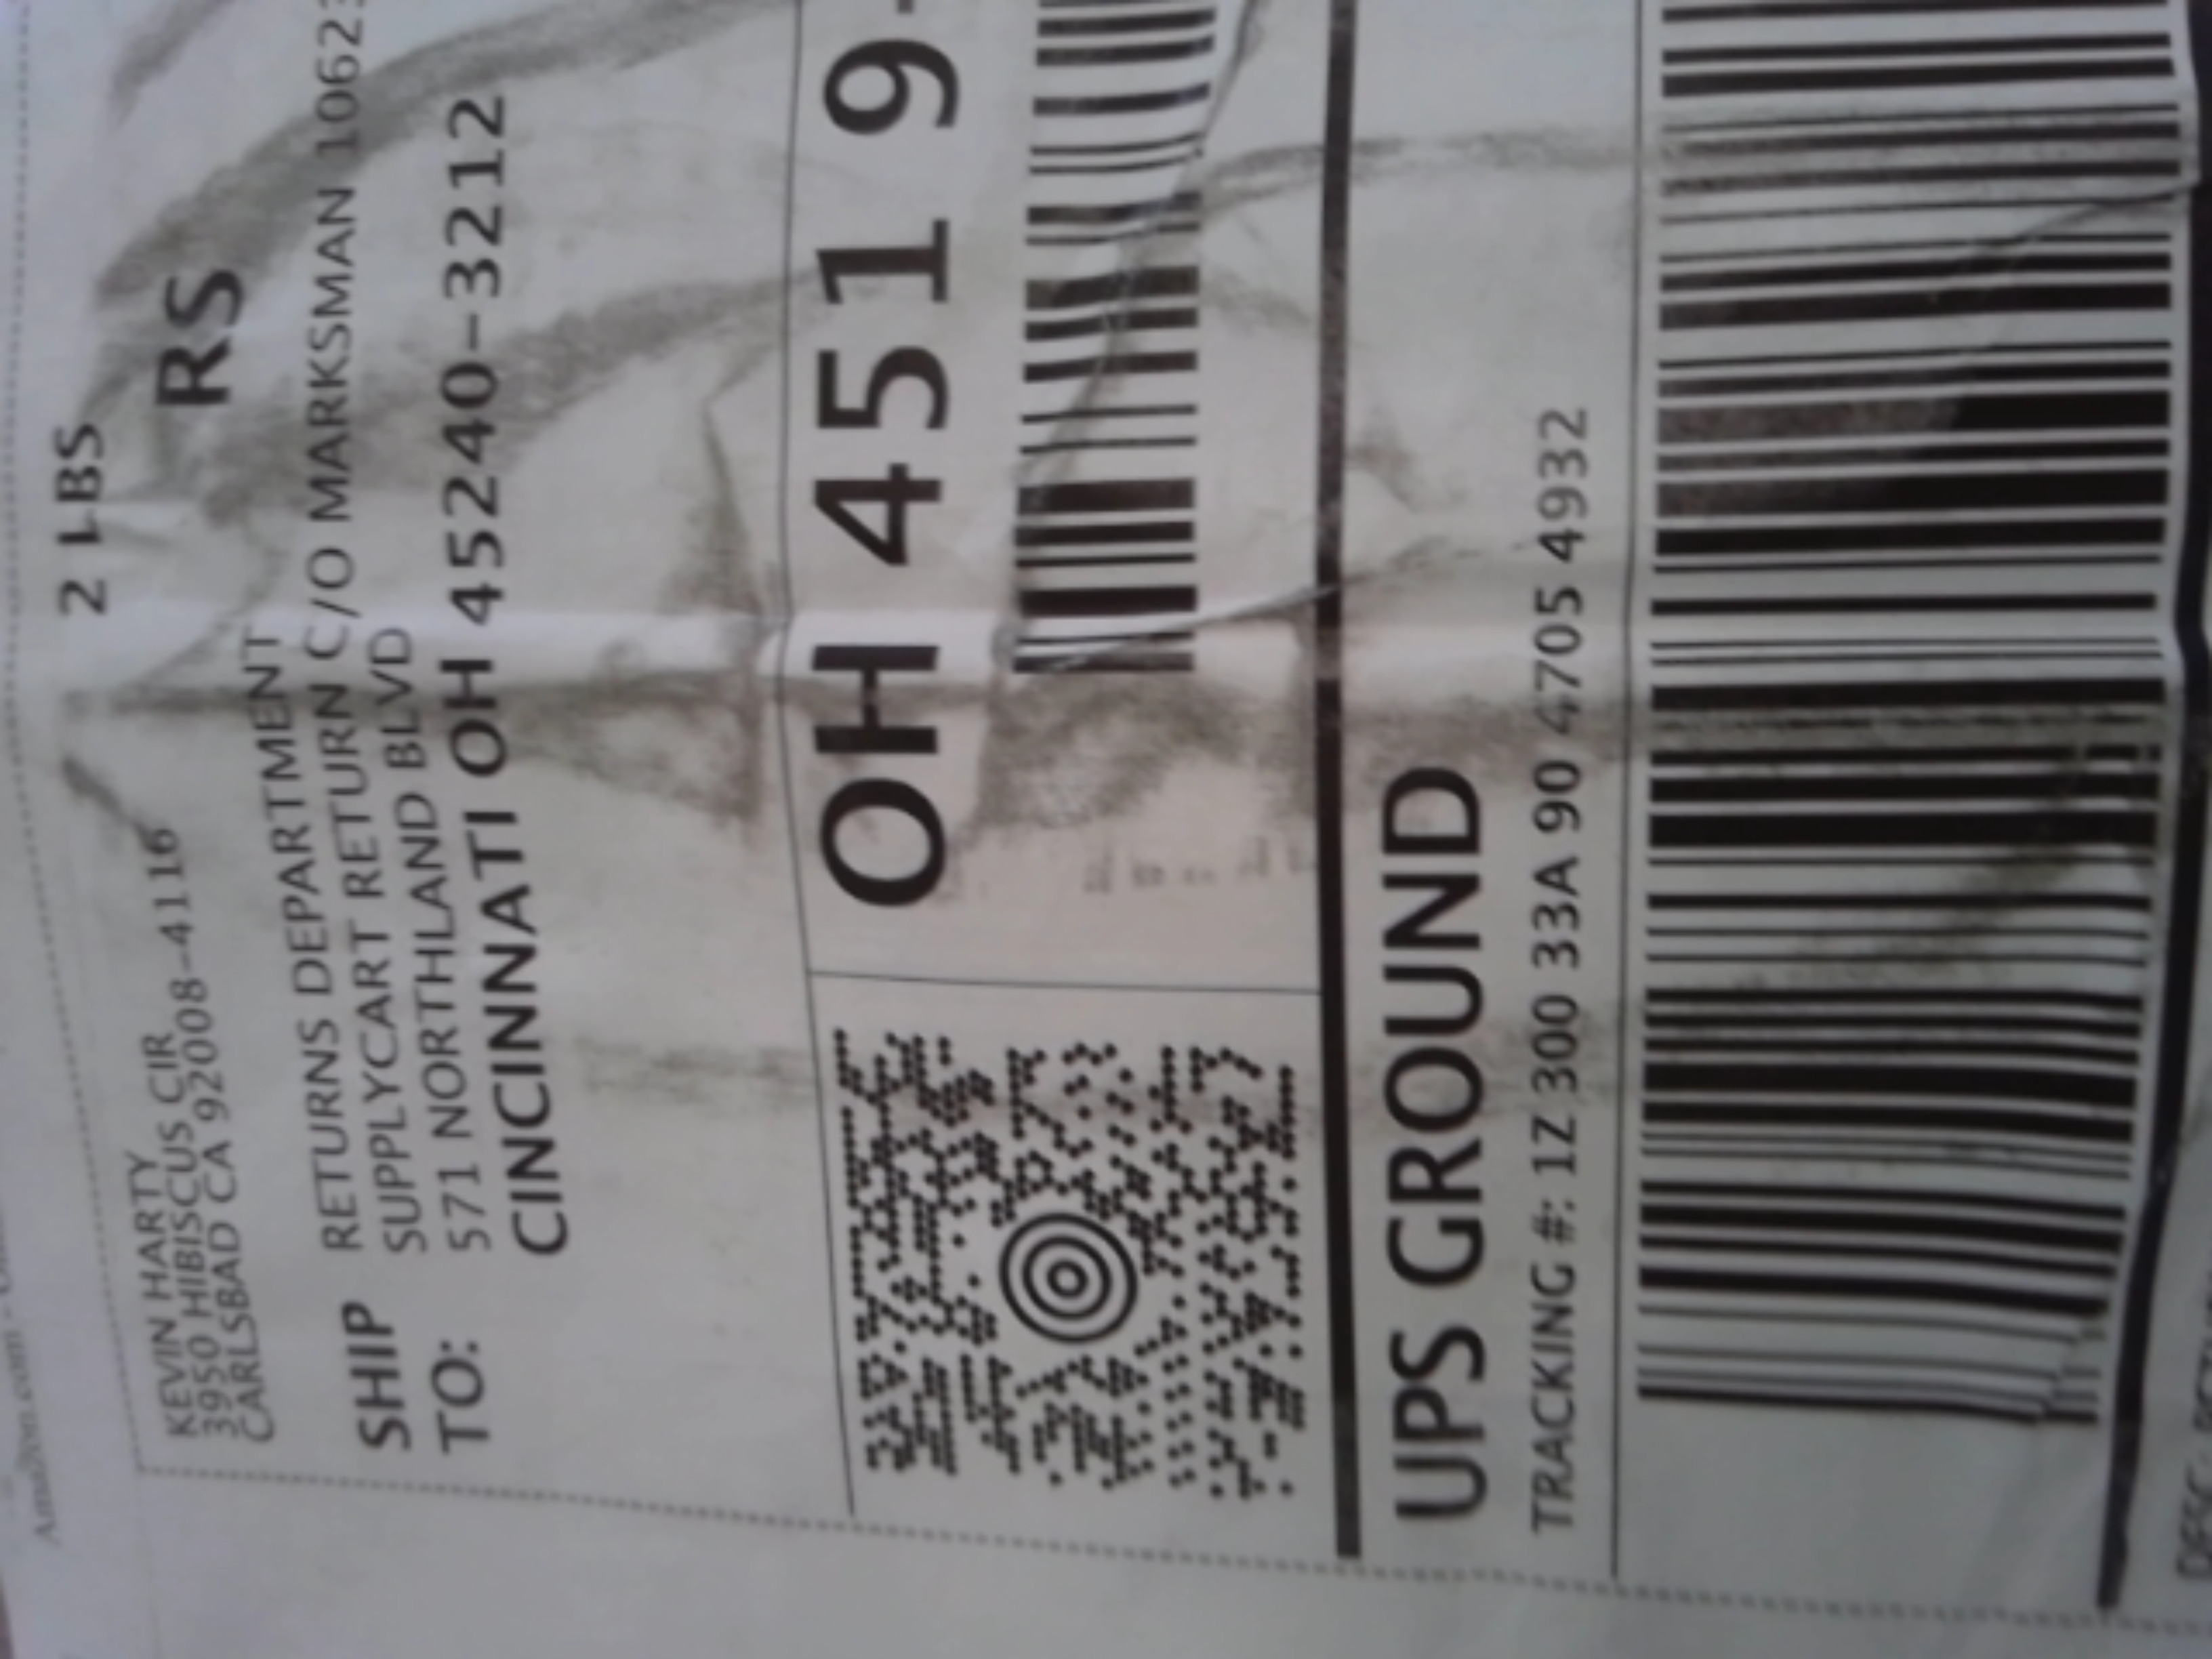 2 LBS
RS
KEVIN HARTY
3950 HIBISCUS CIR
CARLSBAD CA 92008-4116
SHIP
TO:
RETURNS DEPARTMENT
SUPPLYCART RETURN C/O MARKSMAN 1062
571 NORTHLAND BLVD
CINCINNATI OH 45240-3212
OH 451 9-
UPS GROUND
TRACKING #: 1Z 300 33A 90 4705 4932